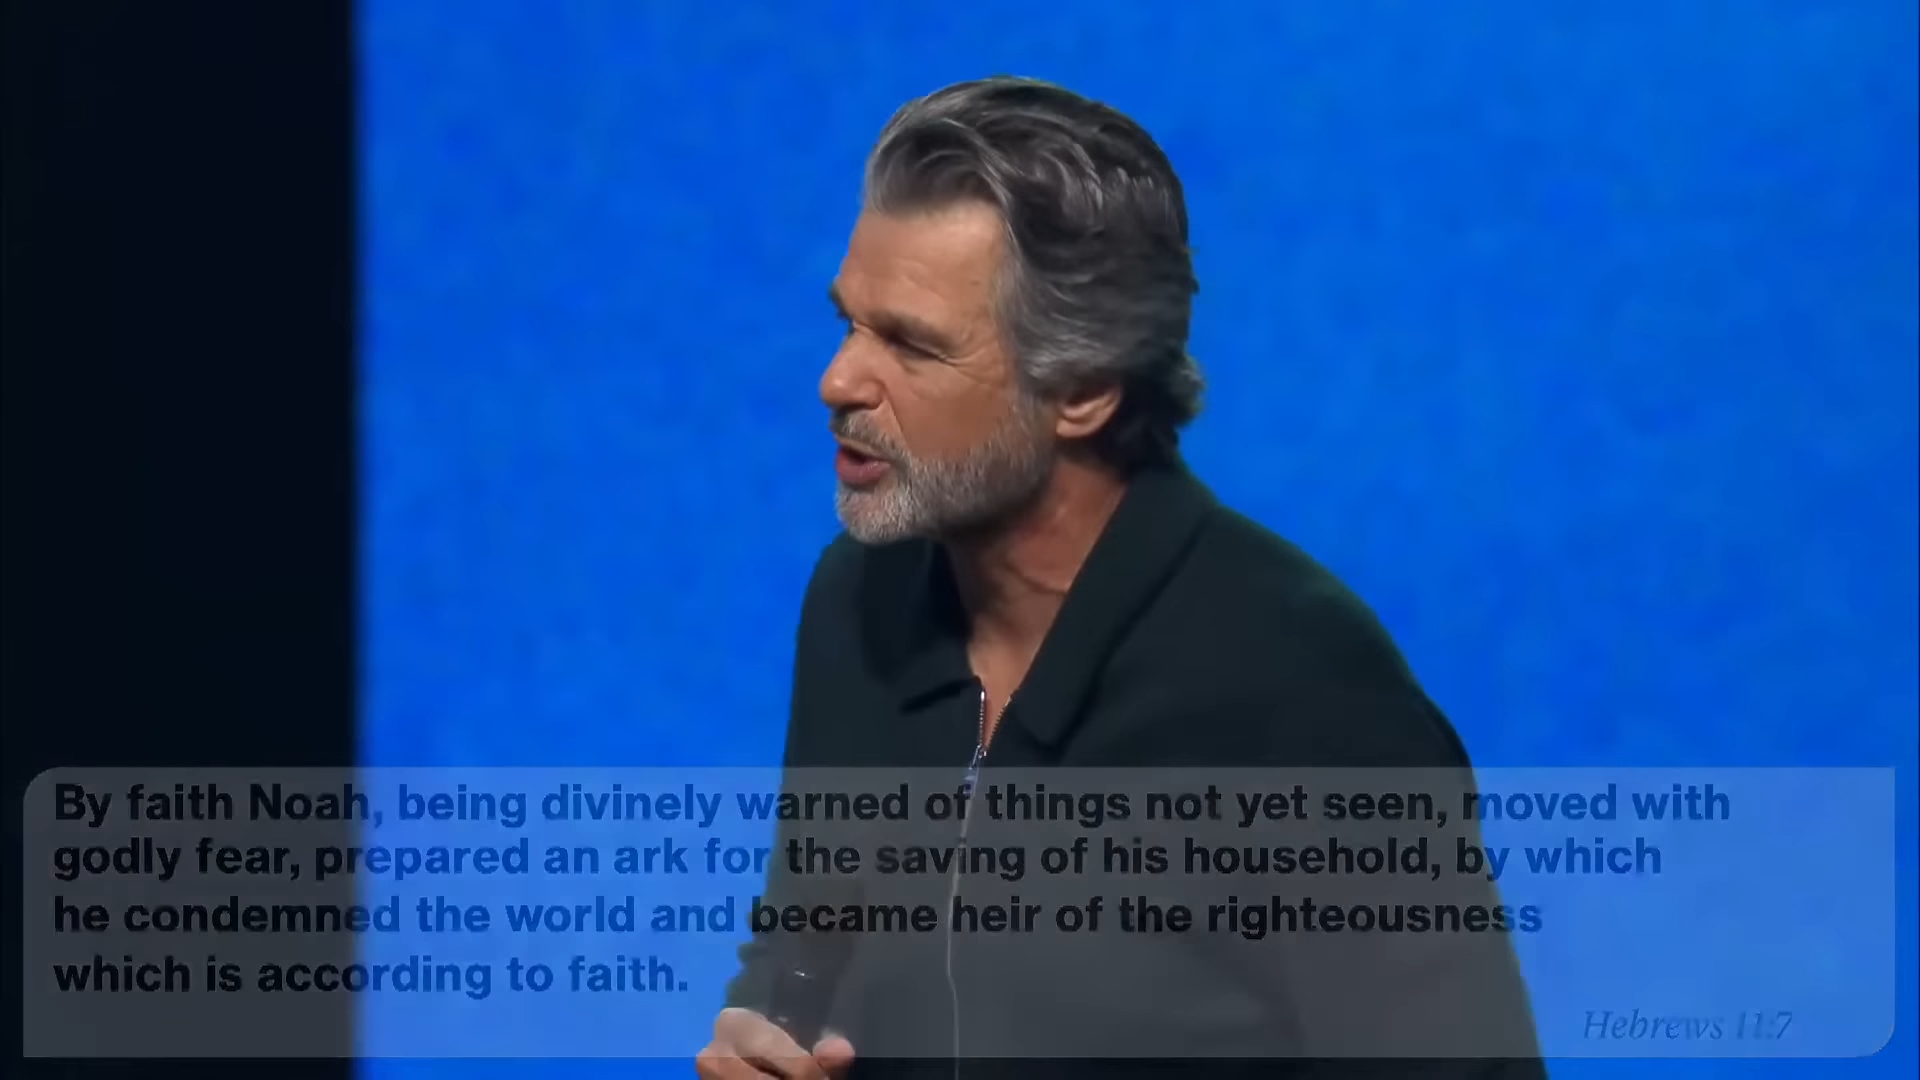 By faith Noah, being divinely warned of things not yet seen, moved with
godly fear, prepared an ark for the saving of his household, by which
he condemned the world and became heir of the righteousness
which is according to faith.
Hebrews 11:7